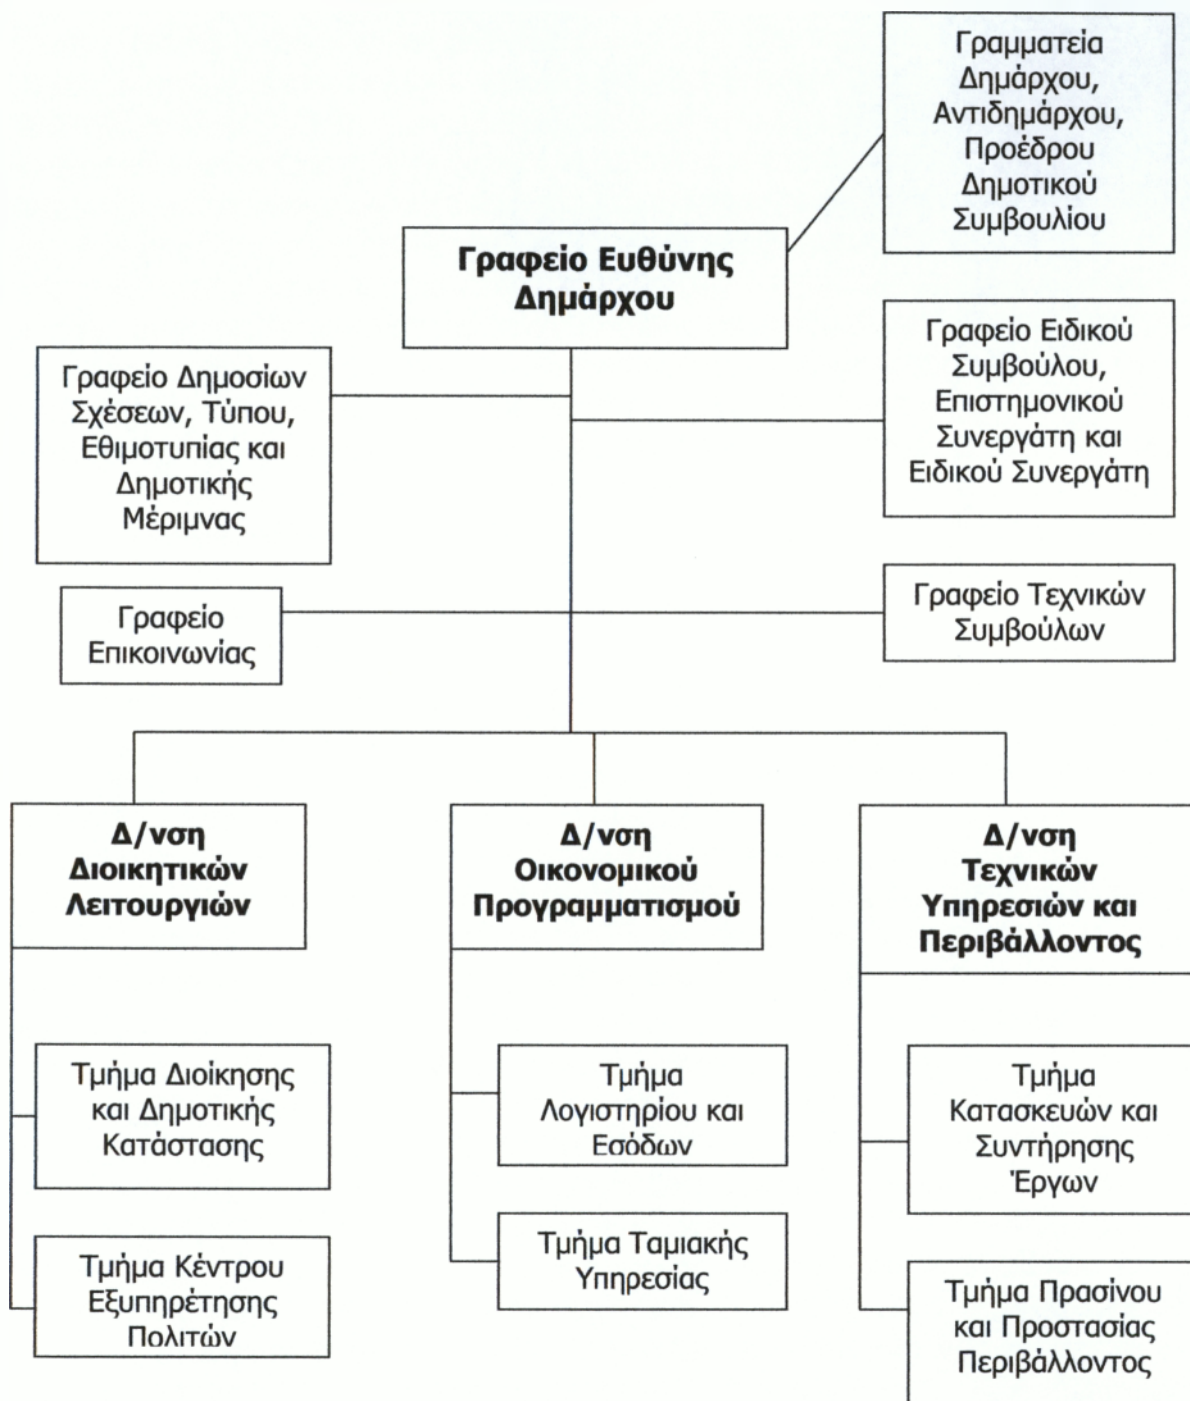 Γραμματεία
Δημάρχου,
Αντιδημάρχου,
Προέδρου
Δημοτικού
Συμβουλίου
Γραφείο Ευθύνης
Δημάρχου
Γραφείο Δημοσίων
Σχέσεων, Τύπου,
Εθιμοτυπίας και
Δημοτικής
Μέριμνας
Γραφείο Ειδικού
Συμβούλου,
Επιστημονικού
Συνεργάτη και
Ειδικού Συνεργάτη
Γραφείο
Επικοινωνίας
Γραφείο Τεχνικών
Συμβούλων
Δ/νση
Διοικητικών
Λειτουργιών
Δ/νση
Οικονομικού
Προγραμματισμού
Δ/νση
Τεχνικών
Υπηρεσιών και
Περιβάλλοντος
Τμήμα Διοίκησης
και Δημοτικής
Κατάστασης
Τμήμα
Λογιστηρίου και
Εσόδων
Τμήμα
Κατασκευών και
Συντήρησης
Έργων
Τμήμα Κέντρου
Εξυπηρέτησης
Πολιτών
Τμήμα Ταμιακής
Υπηρεσίας
Τμήμα Πρασίνου
και Προστασίας
Περιβάλλοντος